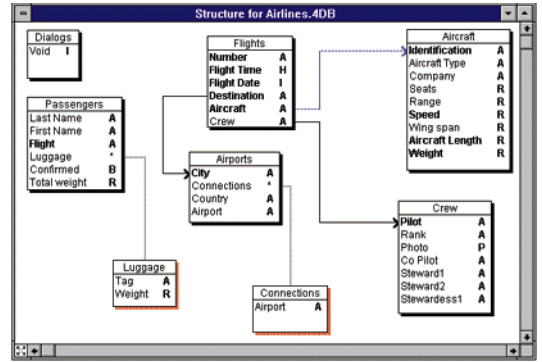 Structure for Airlines.4DB
Dialogs
Void I
Flights
Number A
Flight Time H
Flight Date I
Destination A
Aircraft A
Crew A
Aircraft
Identification A
Aircraft Type A
Company A
Seats R
Range R
Speed R
Wing span R
Aircraft Length R
Weight R
Passengers
Last Name A
First Name A
Flight A
Luggage *
Confirmed B
Total weight R
Airports
City A
Connections *
Country A
Airport A
Crew
Pilot A
Rank A
Photo P
Co Pilot A
Steward1 A
Steward2 A
Stewardess1 A
Luggage
Tag A
Weight R
Connections
Airport A